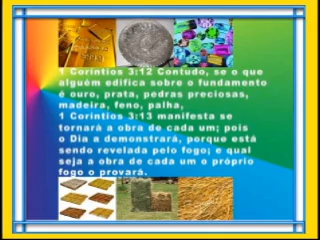 1 Coríntios 3:12 Contudo, se o que
alguém edifica sobre o fundamento
é ouro, prata, pedras preciosas,
madeira, feno, palha,
1 Coríntios 3:13 manifesta se
tornará a obra de cada um; pois
o Dia a demonstrará, porque está
sendo revelada pelo fogo; e qual
seja a obra de cada um o próprio
fogo o provará.